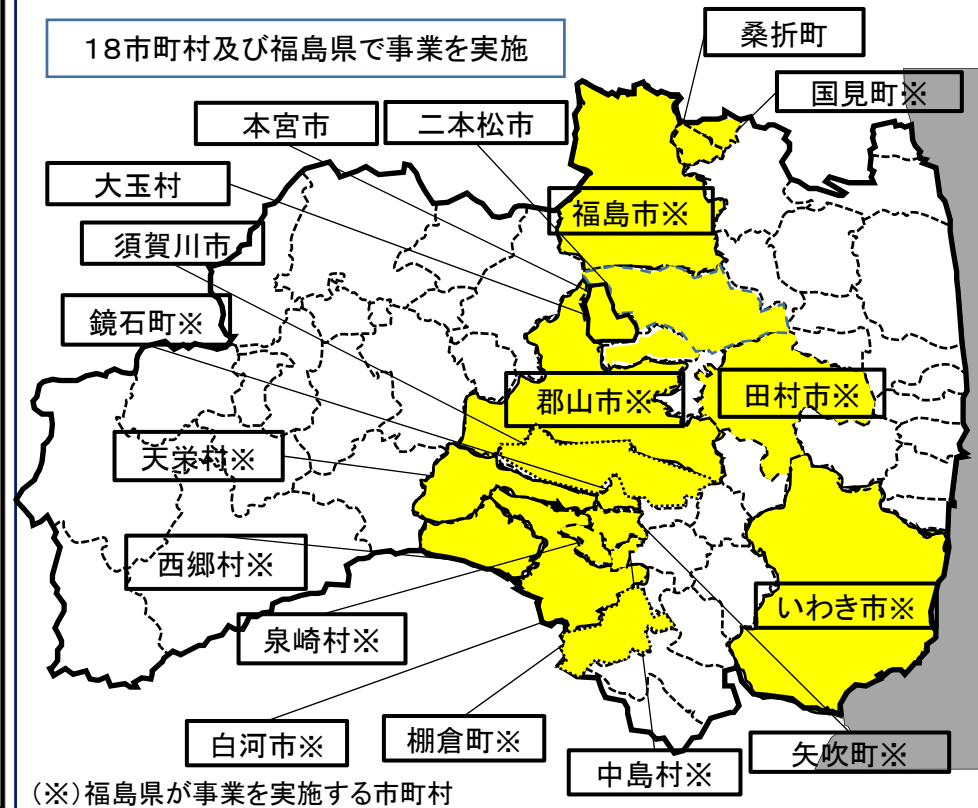 18市町村及び福島県で事業を実施
桑折町
国見町※
本宮市
二本松市
大玉村
福島市※
須賀川市
鏡石町※
郡山市※
田村市※
天栄村※
西郷村※
いわき市※
泉崎村※
白河市※
棚倉町※
中島村※
矢吹町※
(※)福島県が事業を実施する市町村